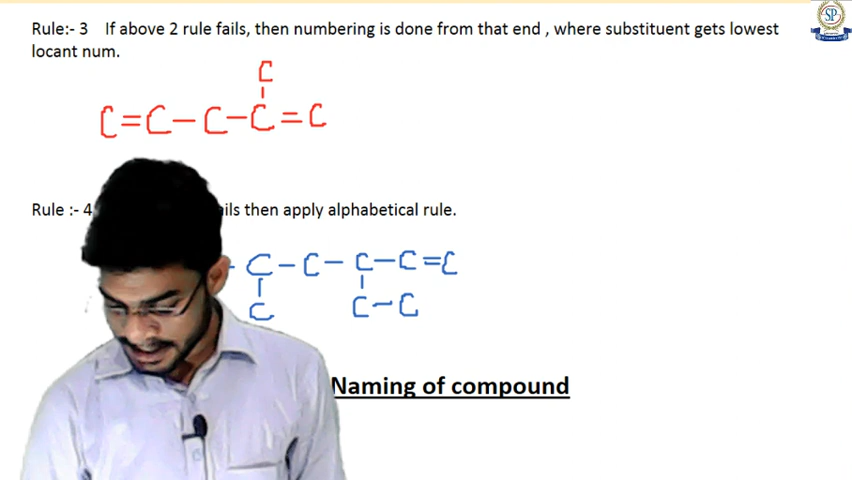 Rule:- 3 If above 2 rule fails, then numbering is done from that end , where substituent gets lowest
locant num.
C
C=C-C-C=C
Rule :- 4 ils then apply alphabetical rule.
- C - C - C - C = C
C C - C
Naming of compound
SP